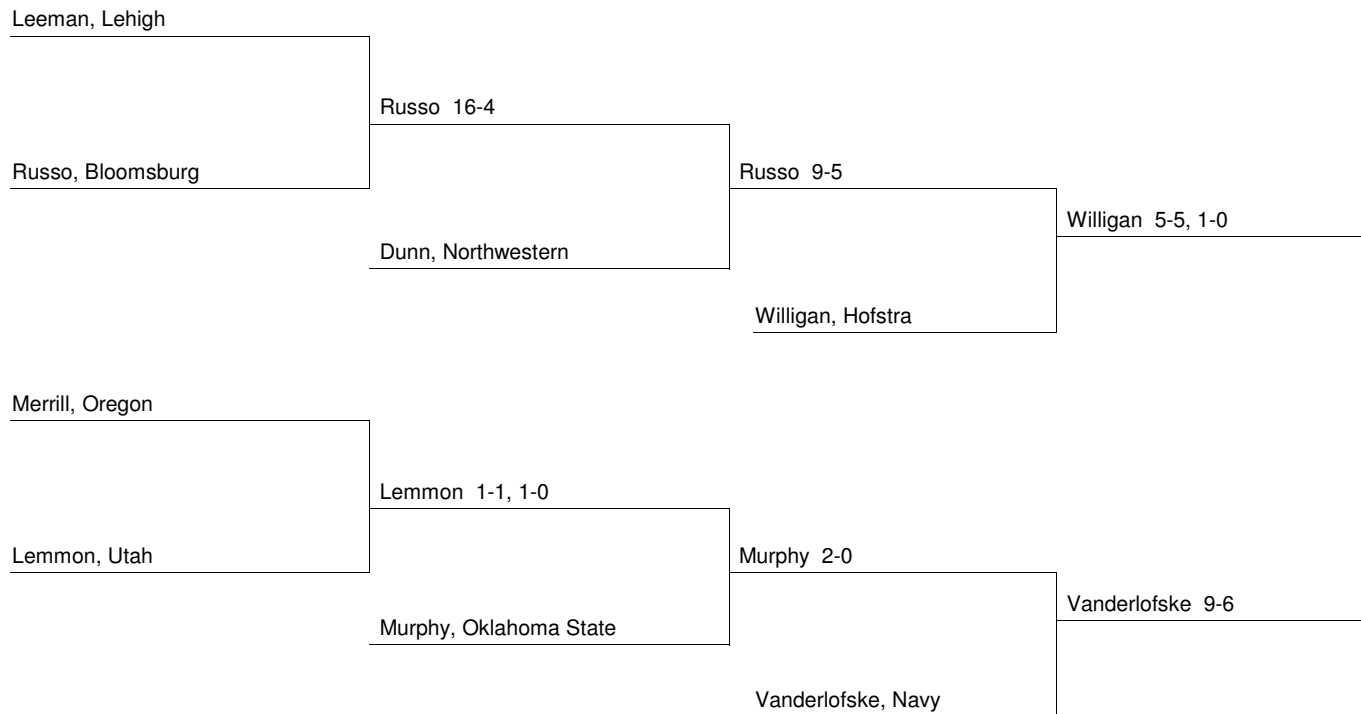 Leeman, Lehigh
Russo 16-4
Russo, Bloomsburg
Russo 9-5
Willigan 5-5, 1-0
Dunn, Northwestern
Willigan, Hofstra
Merrill, Oregon
Lemmon 1-1, 1-0
Lemmon, Utah
Murphy 2-0
Vanderlofske 9-6
Murphy, Oklahoma State
Vanderlofske, Navy